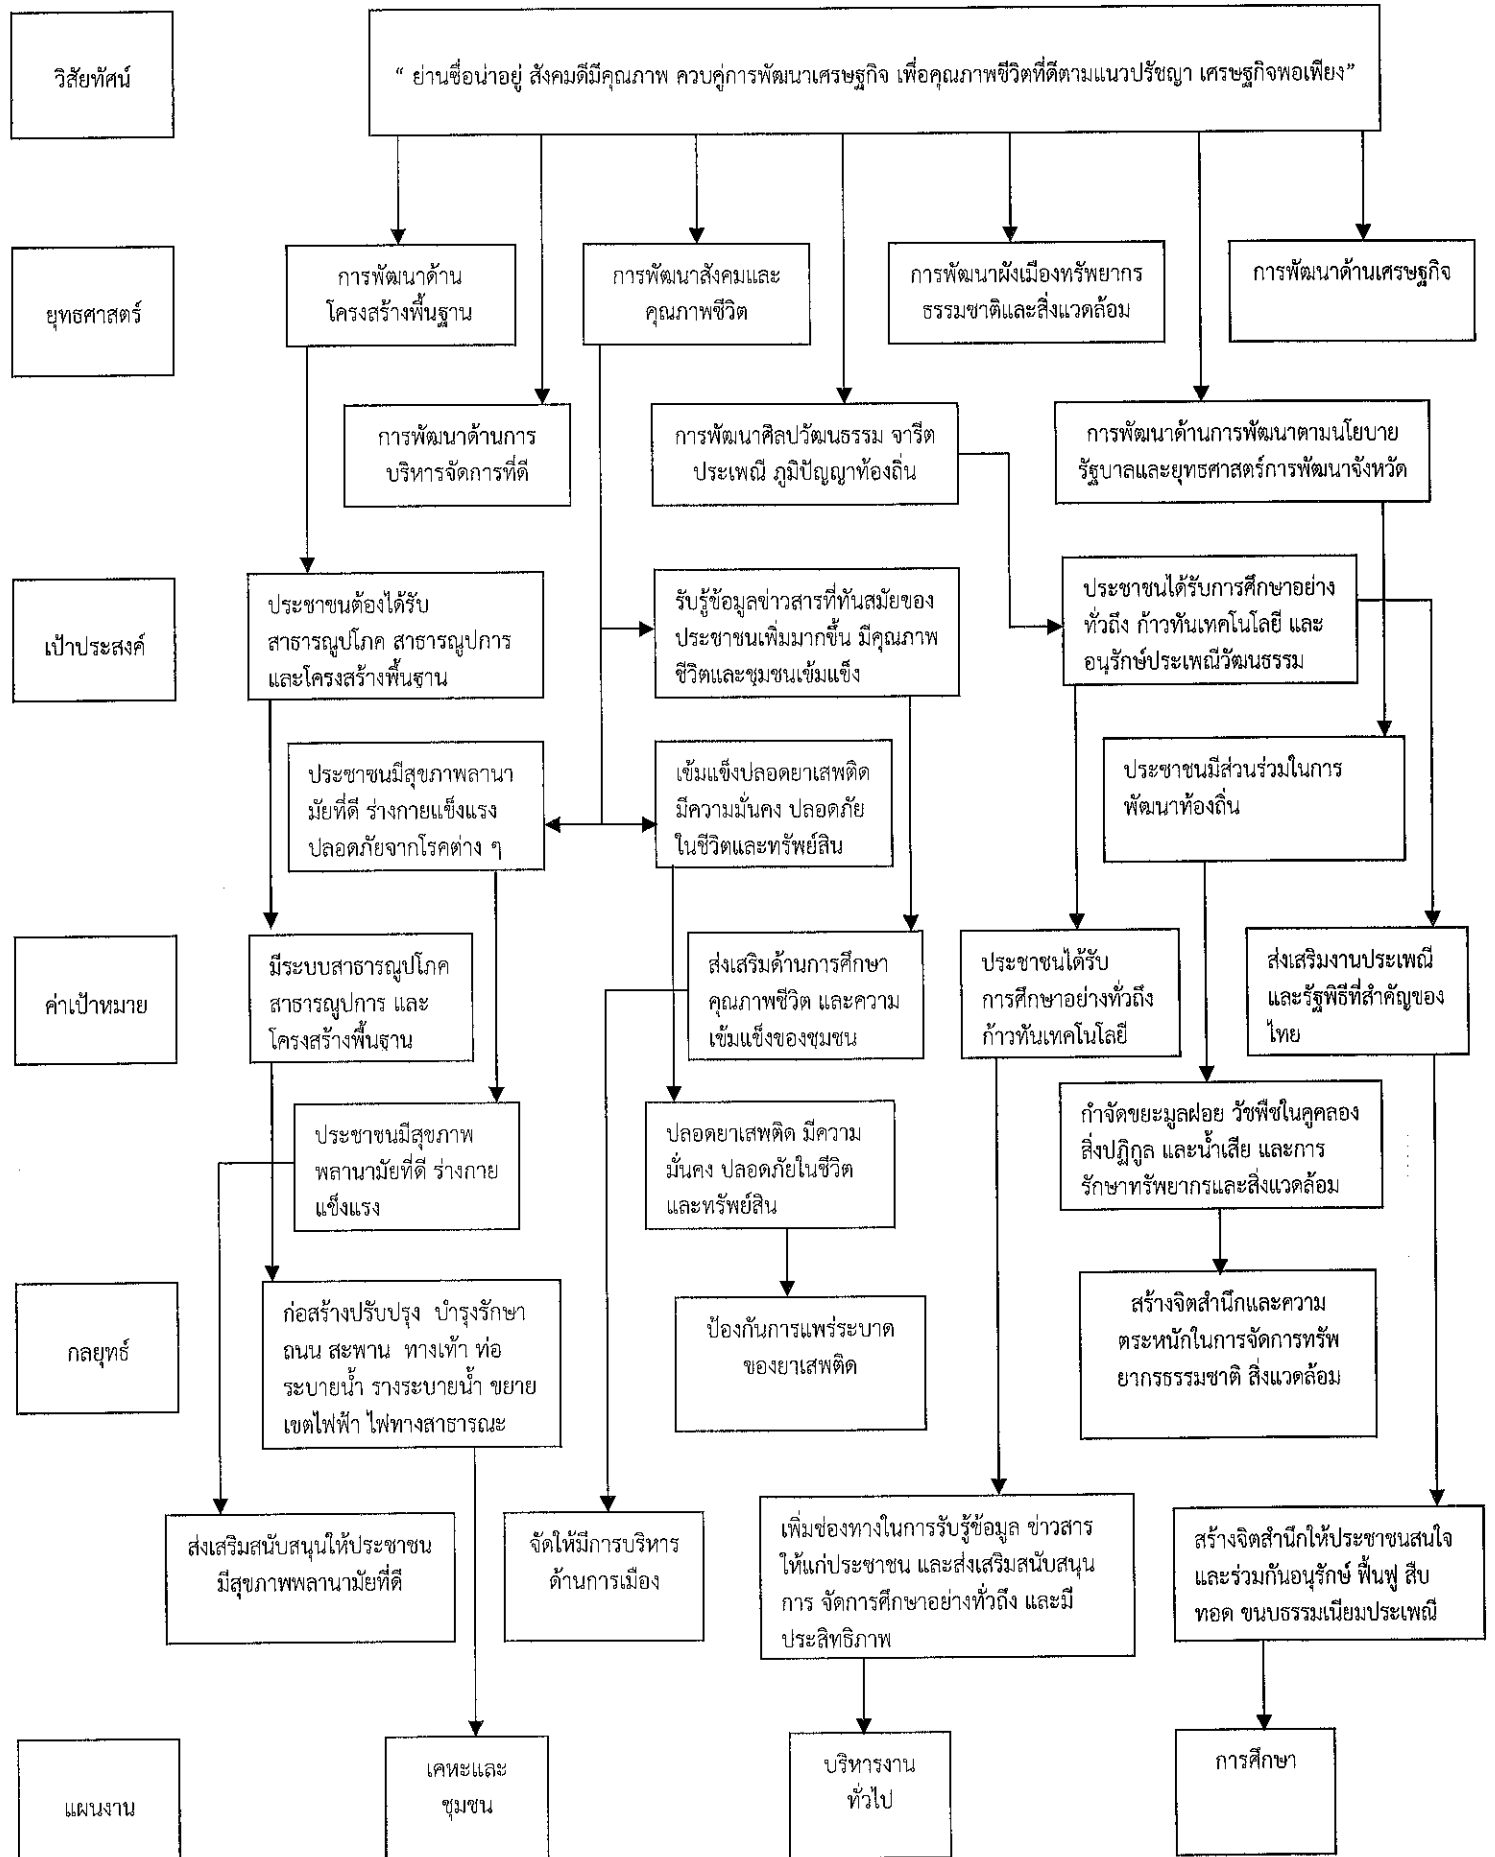 วิสัยทัศน์
“ ย่านซื่อน่าอยู่ สังคมดีมีคุณภาพ ควบคู่การพัฒนาเศรษฐกิจ เพื่อคุณภาพชีวิตที่ดีตามแนวปรัชญา เศรษฐกิจพอเพียง”
ยุทธศาสตร์
การพัฒนาด้าน
โครงสร้างพื้นฐาน
การพัฒนาสังคมและ
คุณภาพชีวิต
การพัฒนาผังเมืองทรัพยากร
ธรรมชาติและสิ่งแวดล้อม
การพัฒนาด้านเศรษฐกิจ
การพัฒนาด้านการ
บริหารจัดการที่ดี
การพัฒนาศิลปวัฒนธรรม จารีต
ประเพณี ภูมิปัญญาท้องถิ่น
การพัฒนาด้านการพัฒนาตามนโยบาย
รัฐบาลและยุทธศาสตร์การพัฒนาจังหวัด
เป้าประสงค์
ประชาชนต้องได้รับ
สาธารณูปโภค สาธารณูปการ
และโครงสร้างพื้นฐาน
รับรู้ข้อมูลข่าวสารที่ทันสมัยของ
ประชาชนเพิ่มมากขึ้น มีคุณภาพ
ชีวิตและชุมชนเข้มแข็ง
ประชาชนได้รับการศึกษาอย่าง
ทั่วถึง ก้าวทันเทคโนโลยี และ
อนุรักษ์ประเพณีวัฒนธรรม
ประชาชนมีสุขภาพลานา
มัยที่ดี ร่างกายแข็งแรง
ปลอดภัยจากโรคต่าง ๆ
เข้มแข็งปลอดยาเสพติด
มีความมั่นคง ปลอดภัย
ในชีวิตและทรัพย์สิน
ประชาชนมีส่วนร่วมในการ
พัฒนาท้องถิ่น
ค่าเป้าหมาย
มีระบบสาธารณูปโภค
สาธารณูปการ และ
โครงสร้างพื้นฐาน
ส่งเสริมด้านการศึกษา
คุณภาพชีวิต และความ
เข้มแข็งของชุมชน
ประชาชนได้รับ
การศึกษาอย่างทั่วถึง
ก้าวทันเทคโนโลยี
ส่งเสริมงานประเพณี
และรัฐพิธีที่สำคัญของ
ไทย
ประชาชนมีสุขภาพ
พลานามัยที่ดี ร่างกาย
แข็งแรง
ปลอดยาเสพติด มีความ
มั่นคง ปลอดภัยในชีวิต
และทรัพย์สิน
กำจัดขยะมูลฝอย วัชพืชในคูคลอง
สิ่งปฏิกูล และน้ำเสีย และการ
รักษาทรัพยากรและสิ่งแวดล้อม
กลยุทธ์
ก่อสร้างปรับปรุง บำรุงรักษา
ถนน สะพาน ทางเท้า ท่อ
ระบายน้ำ รางระบายน้ำ ขยาย
เขตไฟฟ้า ไฟทางสาธารณะ
ป้องกันการแพร่ระบาด
ของยาเสพติด
สร้างจิตสำนึกและความ
ตระหนักในการจัดการทรัพ
ยากรธรรมชาติ สิ่งแวดล้อม
ส่งเสริมสนับสนุนให้ประชาชน
มีสุขภาพพลานามัยที่ดี
จัดให้มีการบริหาร
ด้านการเมือง
เพิ่มช่องทางในการรับรู้ข้อมูล ข่าวสาร
ให้แก่ประชาชน และส่งเสริมสนับสนุน
การ จัดการศึกษาอย่างทั่วถึง และมี
ประสิทธิภาพ
สร้างจิตสำนึกให้ประชาชนสนใจ
และร่วมกันอนุรักษ์ ฟื้นฟู สืบ
ทอด ขนบธรรมเนียมประเพณี
แผนงาน
เคหะและ
ชุมชน
บริหารงาน
ทั่วไป
การศึกษา